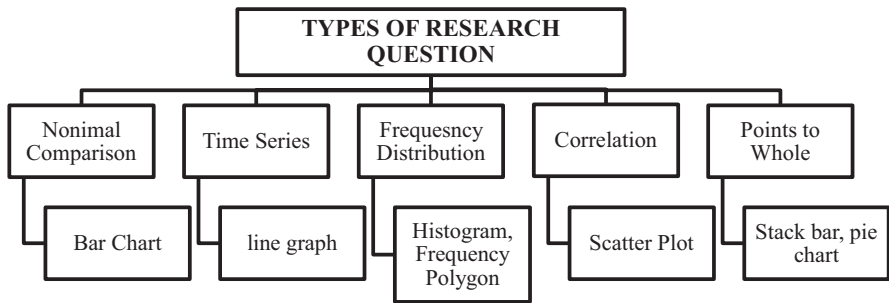 TYPES OF RESEARCH
QUESTION
Nonimal
Comparison
Time Series
Frequesncy
Distribution
Correlation
Points to
Whole
Bar Chart
line graph
Histogram,
Frequency
Polygon
Scatter Plot
Stack bar, pie
chart